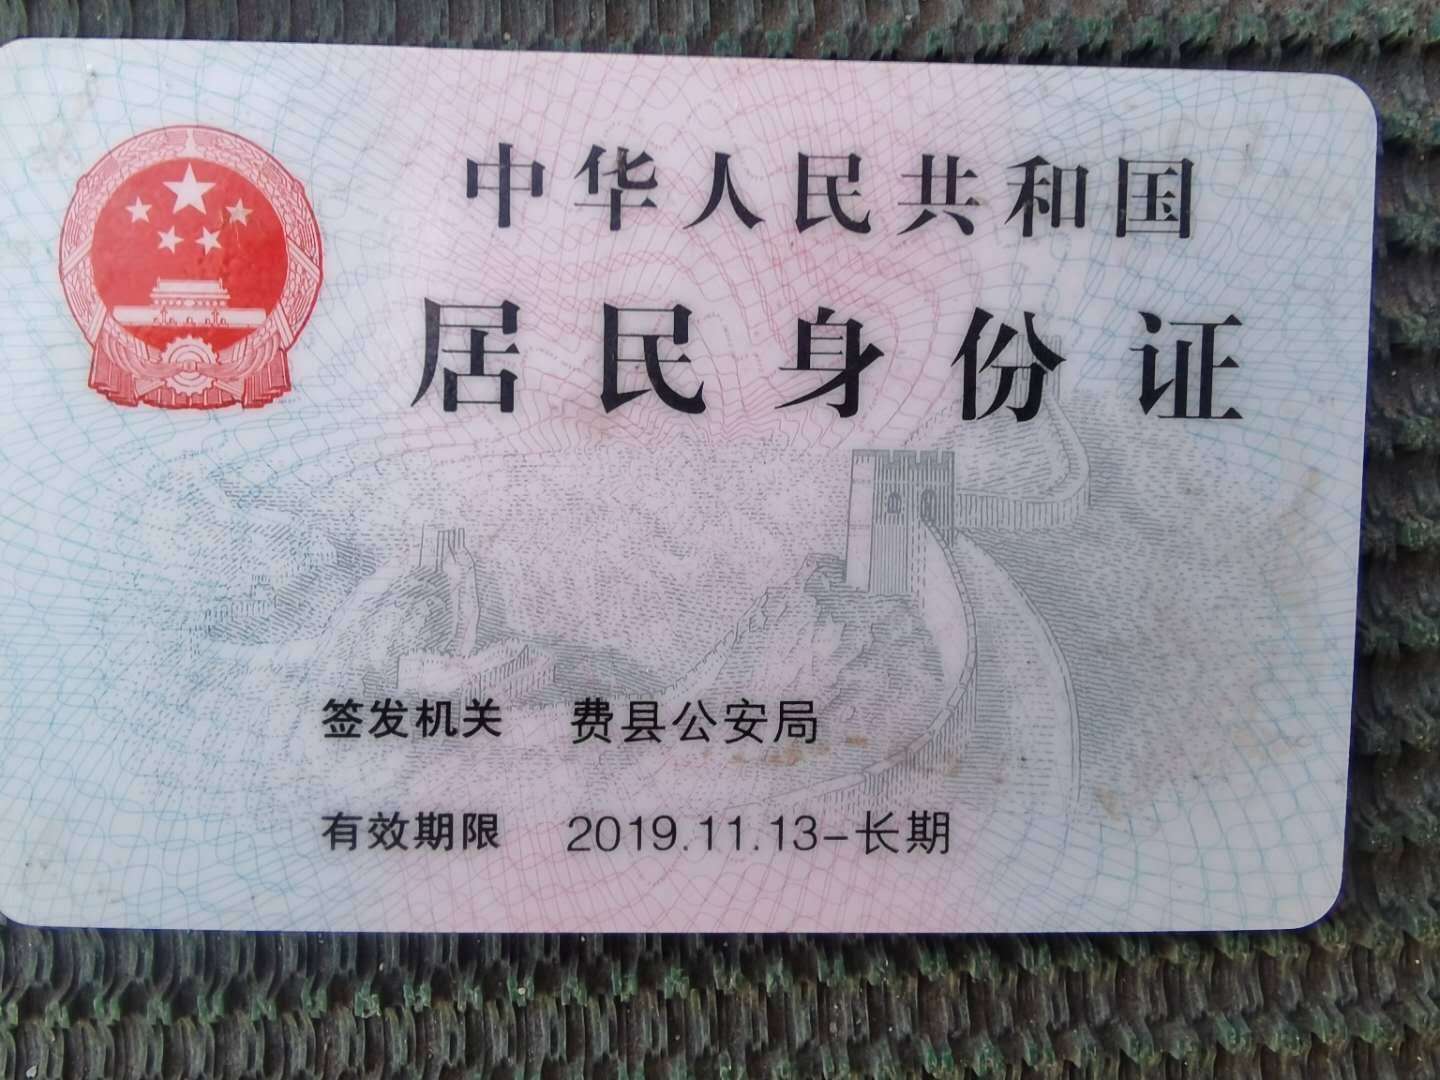 中华人民共和国
居民身份证
签发机关 费县公安局
有效期限 2019.11.13-长期